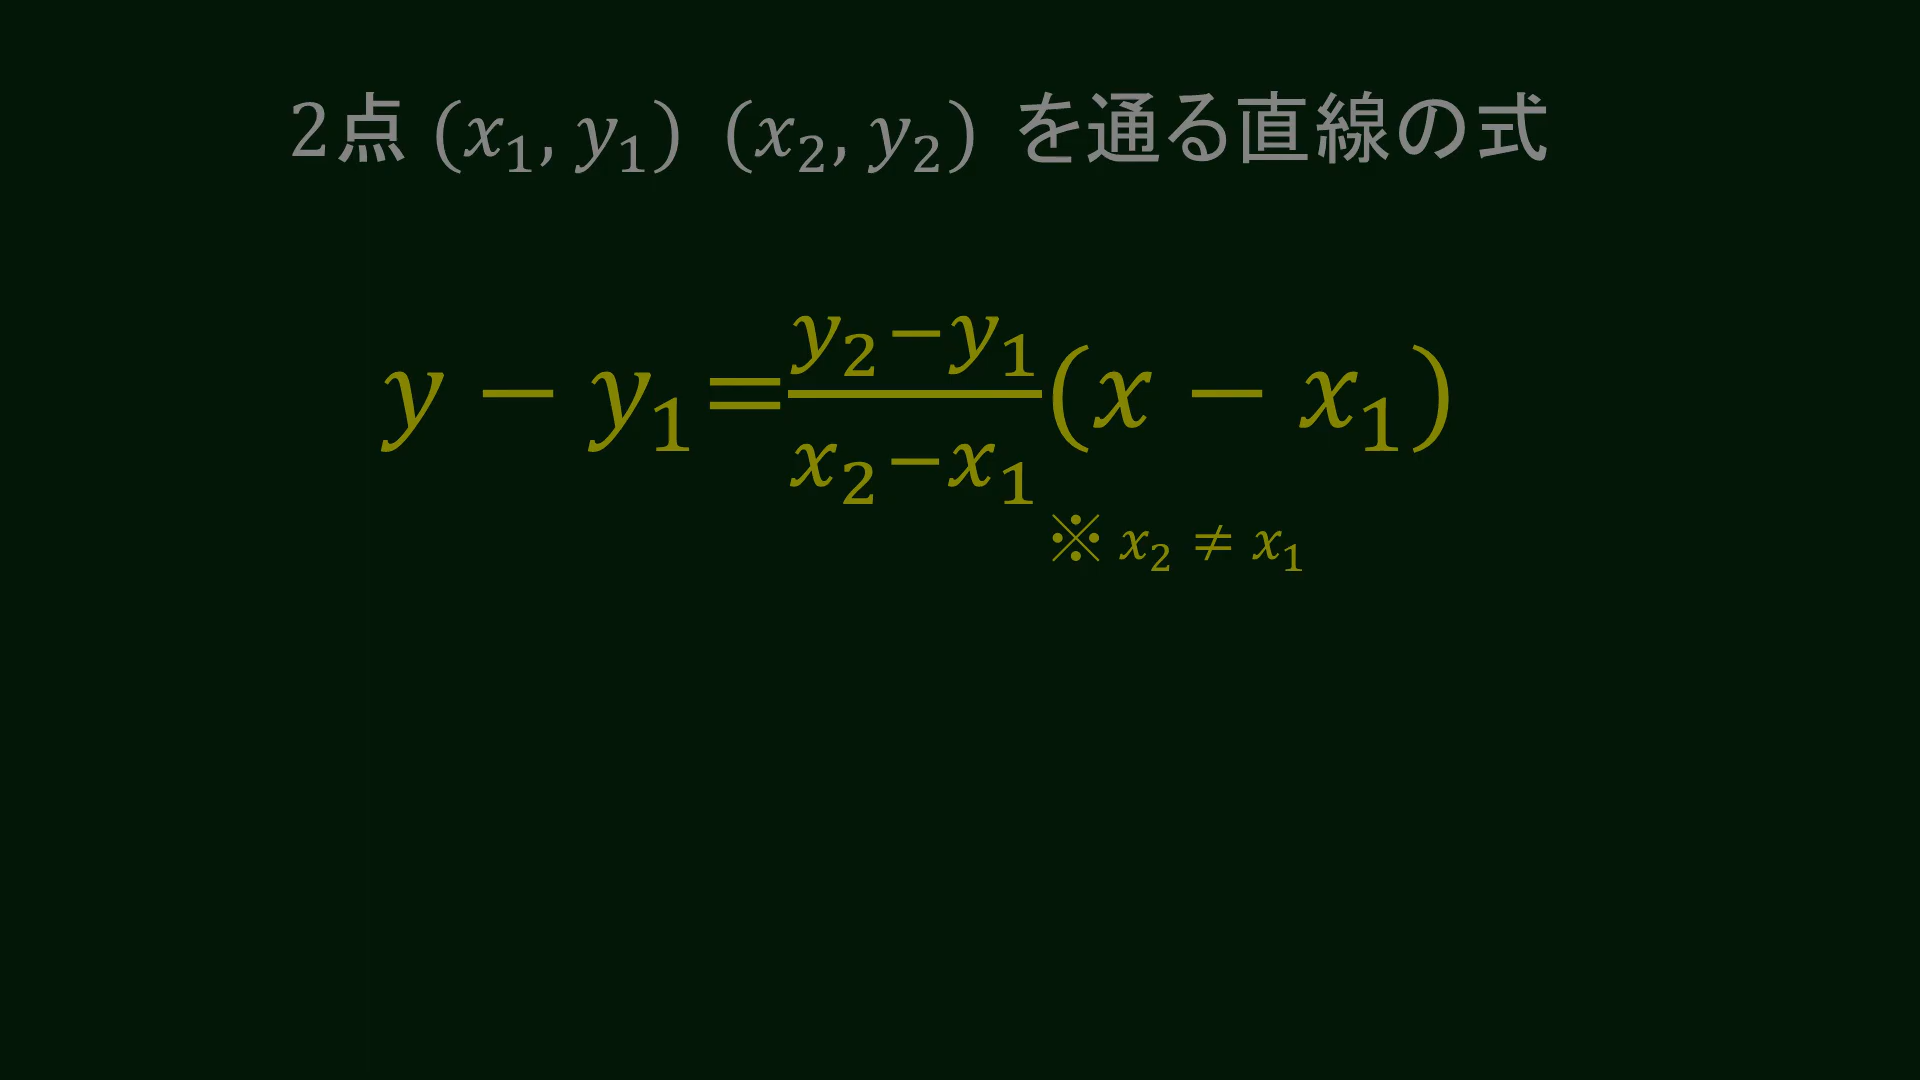 2点 (x₁, y₁) (x₂, y₂) を通る直線の式
y − y₁=\frac{y₂−y₁}{x₂−x₁}(x − x₁)
※ x₂ ≠ x₁